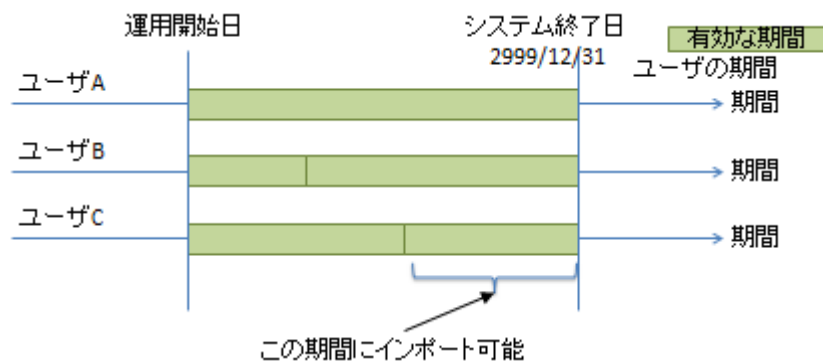 運用開始日
システム終了日
2999/12/31
有効な期間
ユーザの期間
ユーザA
期間
ユーザB
期間
ユーザC
期間
この期間にインポート可能